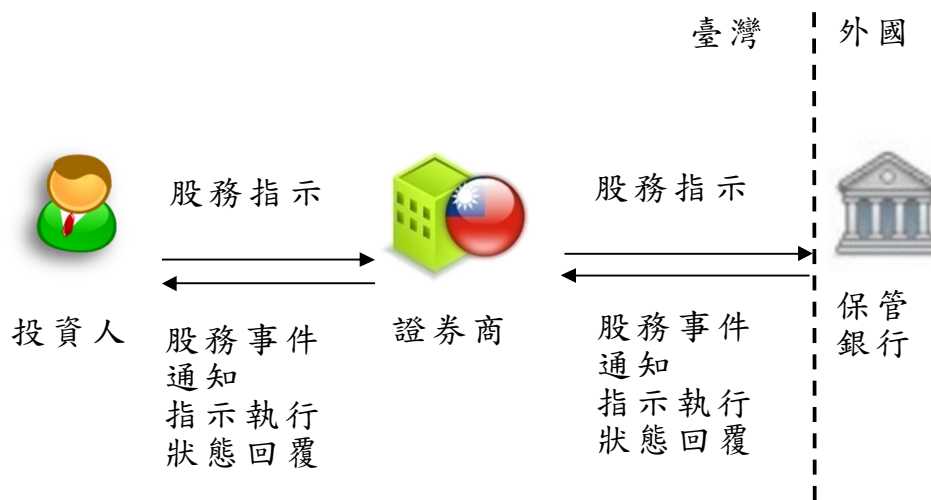 臺灣
外國
股務指示
股務指示
投資人
證券商
保管
銀行
股務事件
通知
指示執行
狀態回覆
股務事件
通知
指示執行
狀態回覆